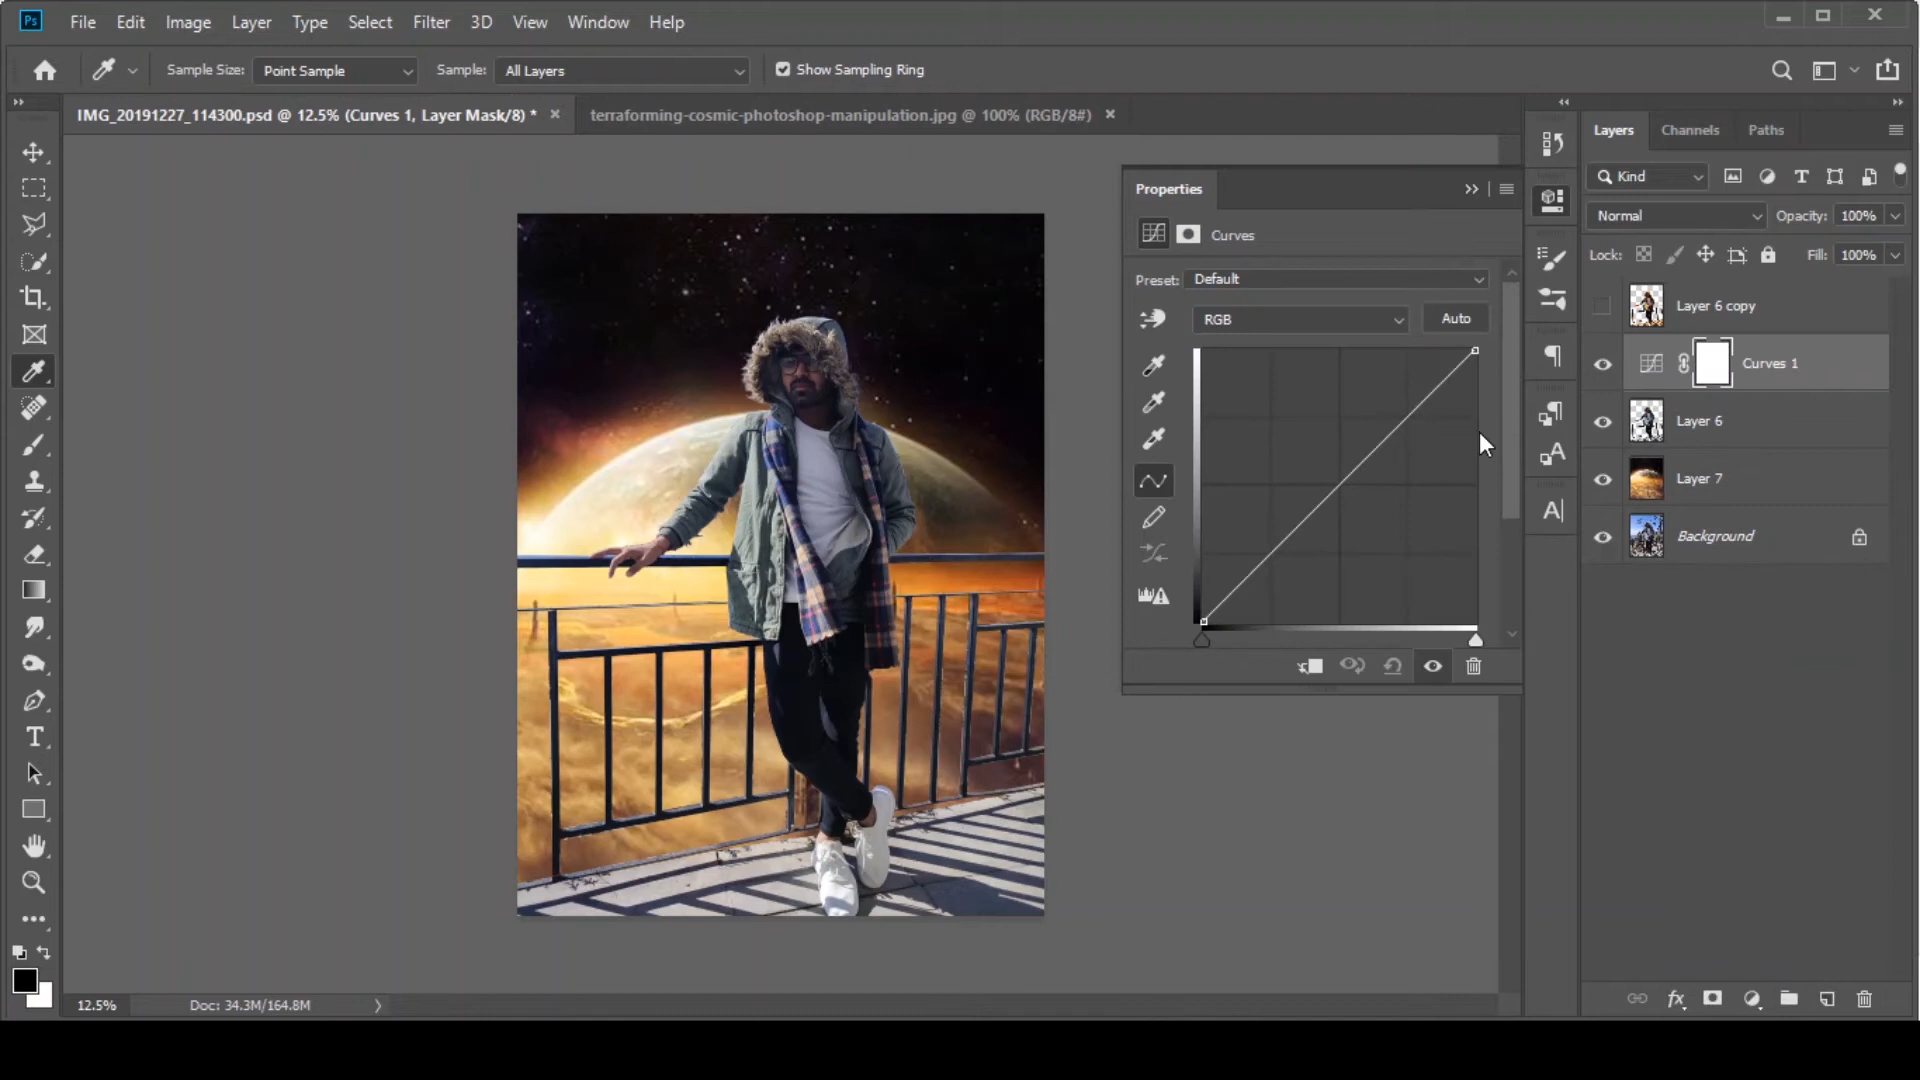 Ps File Edit Image Layer Type Select Filter 3D View Window Help
Sample Size: Point Sample Sample: All Layers Show Sampling Ring
IMG_20191227_114300.psd @ 12.5% (Curves 1, Layer Mask/8) * terraforming-cosmic-photoshop-manipulation.jpg @ 100% (RGB/8#)
Properties
Curves
Preset: Default
RGB Auto
Layers Channels Paths
Kind
Normal Opacity: 100%
Lock: Fill: 100%
Layer 6 copy
Curves 1
Layer 6
Layer 7
Background
12.5% Doc: 34.3M/164.8M